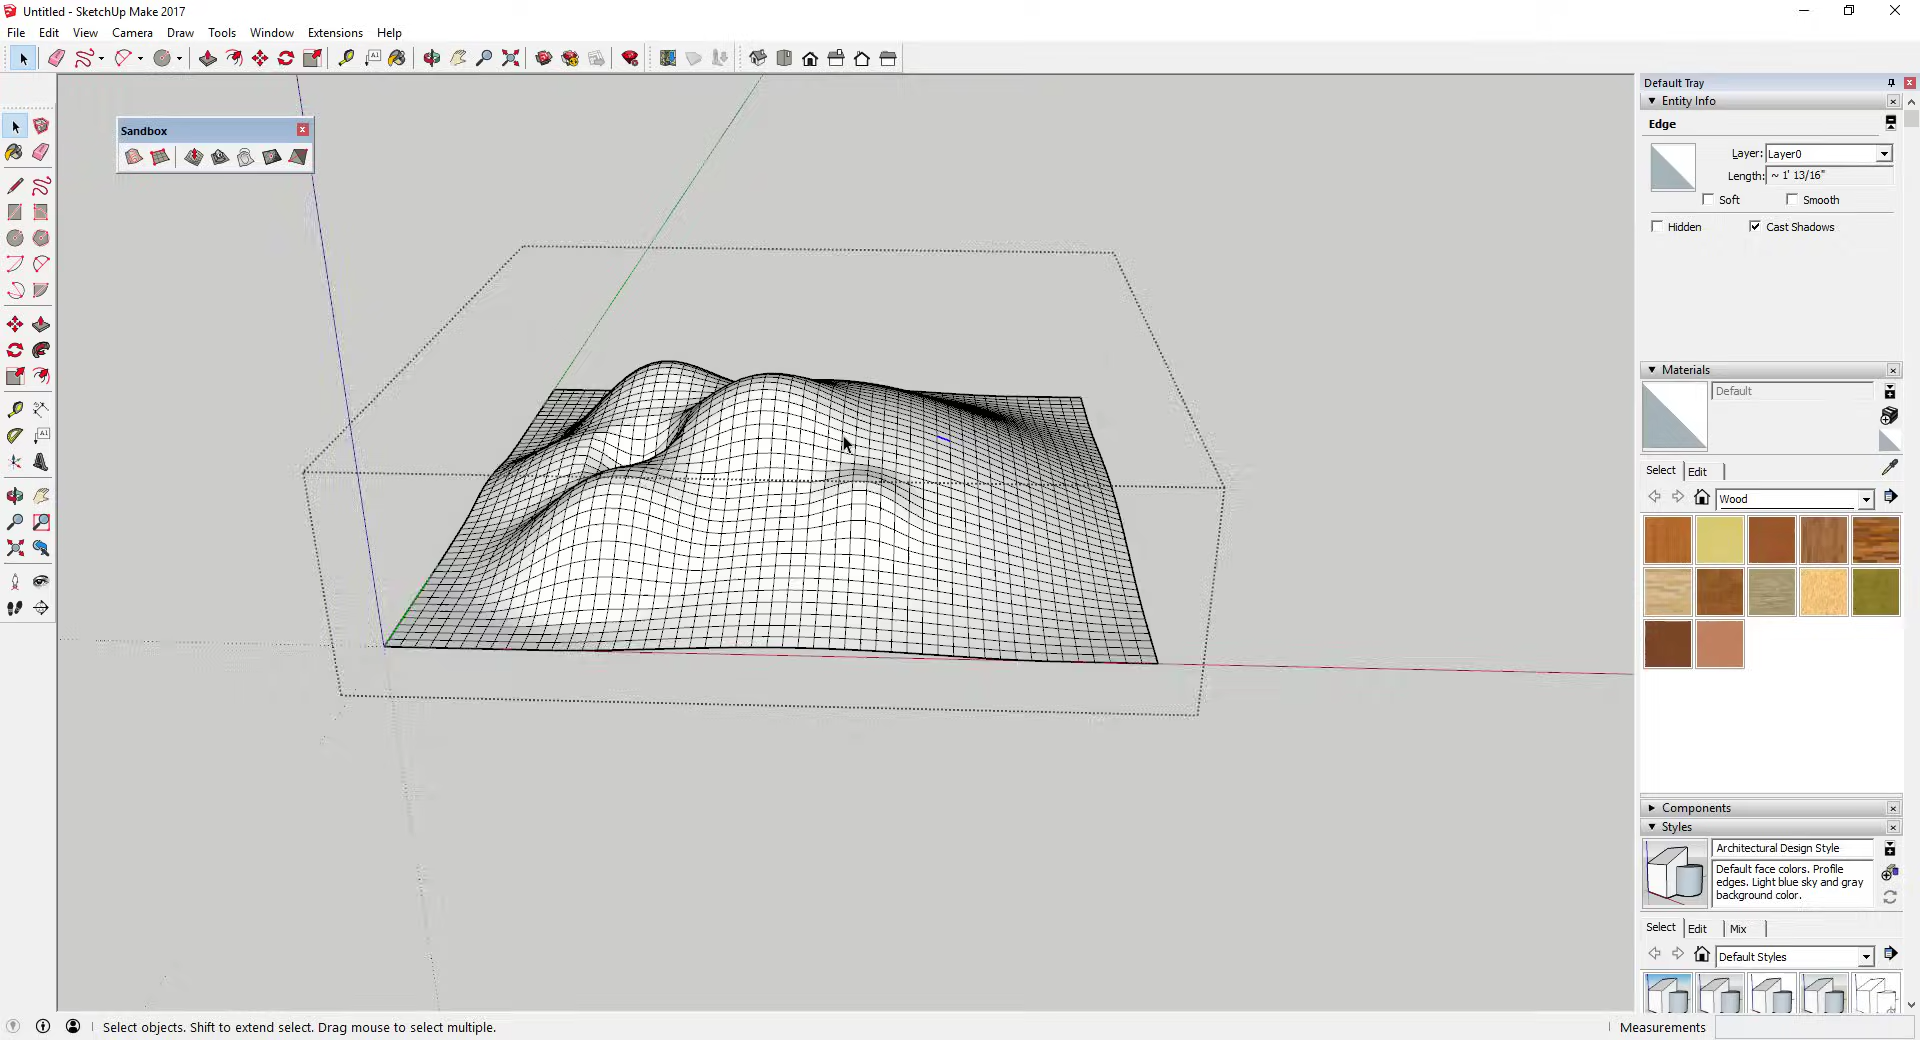 Untitled - SketchUp Make 2017
File Edit View Camera Draw Tools Window Extensions Help
Default Tray
Entity Info
Sandbox
Edge
Layer: Layer0
Length: ~ 1' 13/16"
Soft Smooth
Hidden Cast Shadows
Materials
Default
Select Edit
Wood
Components
Styles
Architectural Design Style
Default face colors. Profile
edges. Light blue sky and gray
background color.
Select Edit Mix
Default Styles
Select objects. Shift to extend select. Drag mouse to select multiple.
Measurements